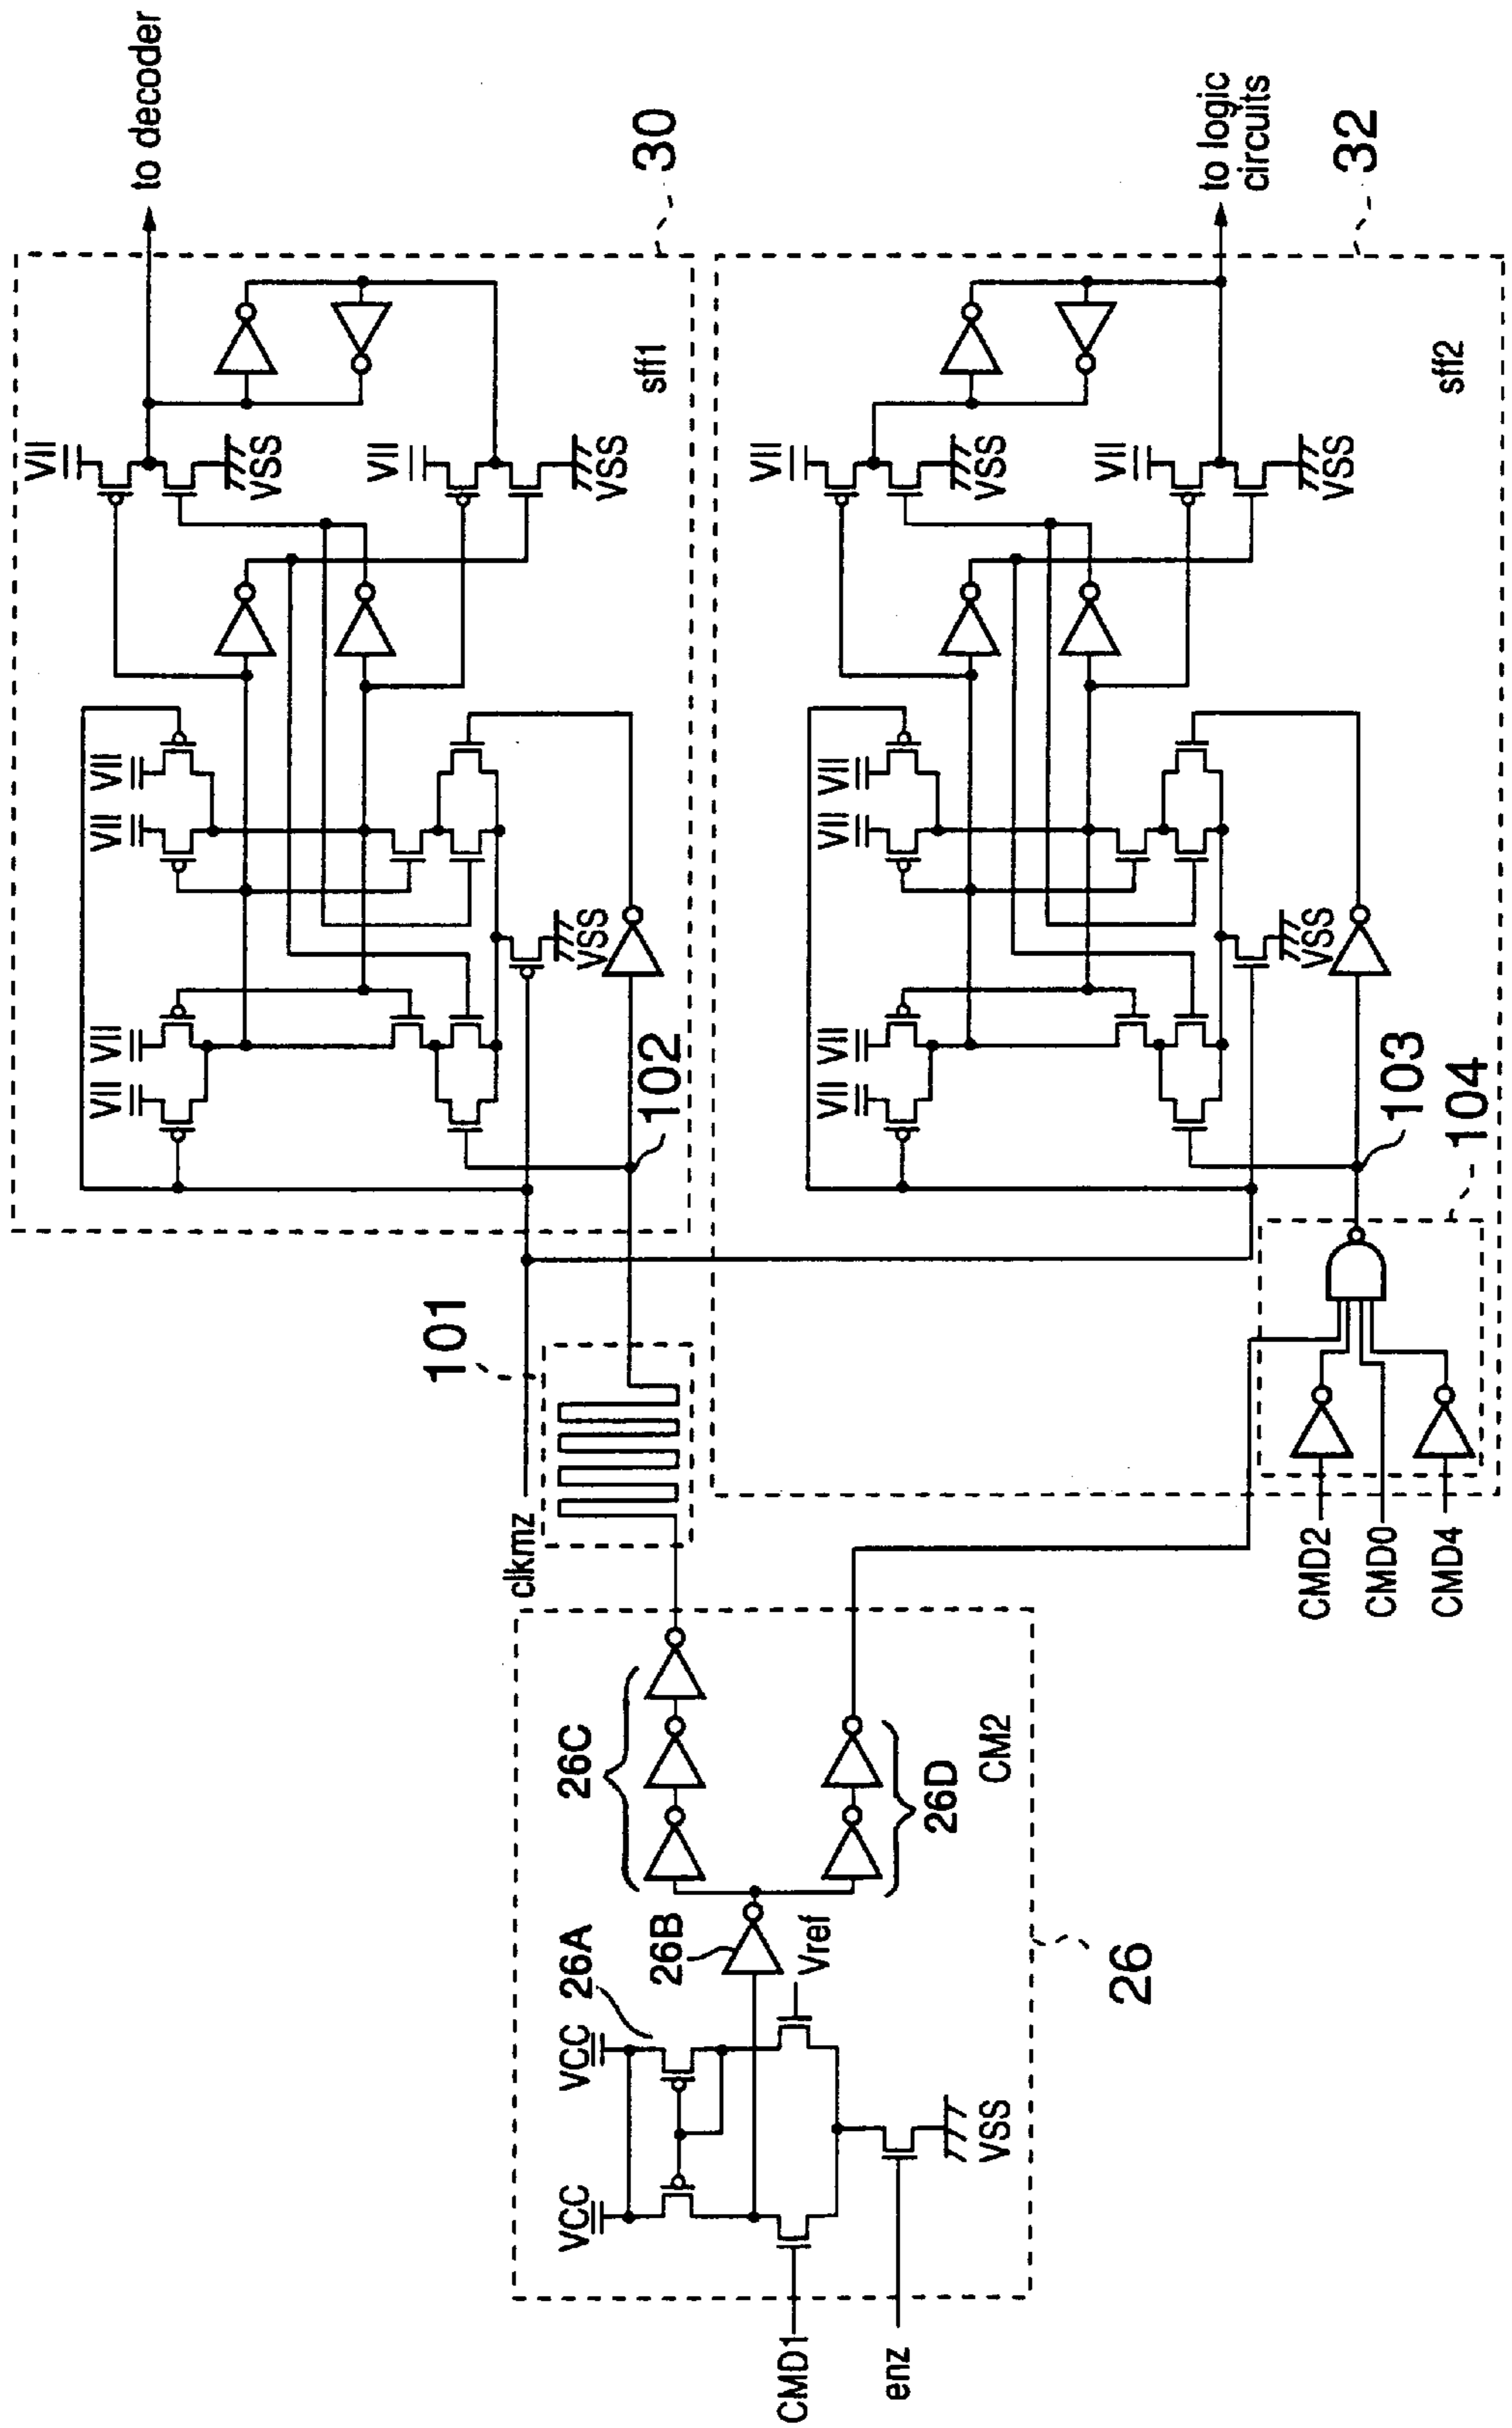 VII
VII
VII
VII
VII
VSS
to decoder
VII
VSS
VSS
102
sff1
30
101
clkmz
VCC
VCC
26A
26B
26C
Vref
26D
CMD1
enz
VSS
CM2
26
VII
VII
VII
VII
VII
VSS
VII
VSS
VSS
to logic
circuits
103
104
sff2
32
CMD2
CMD0
CMD4